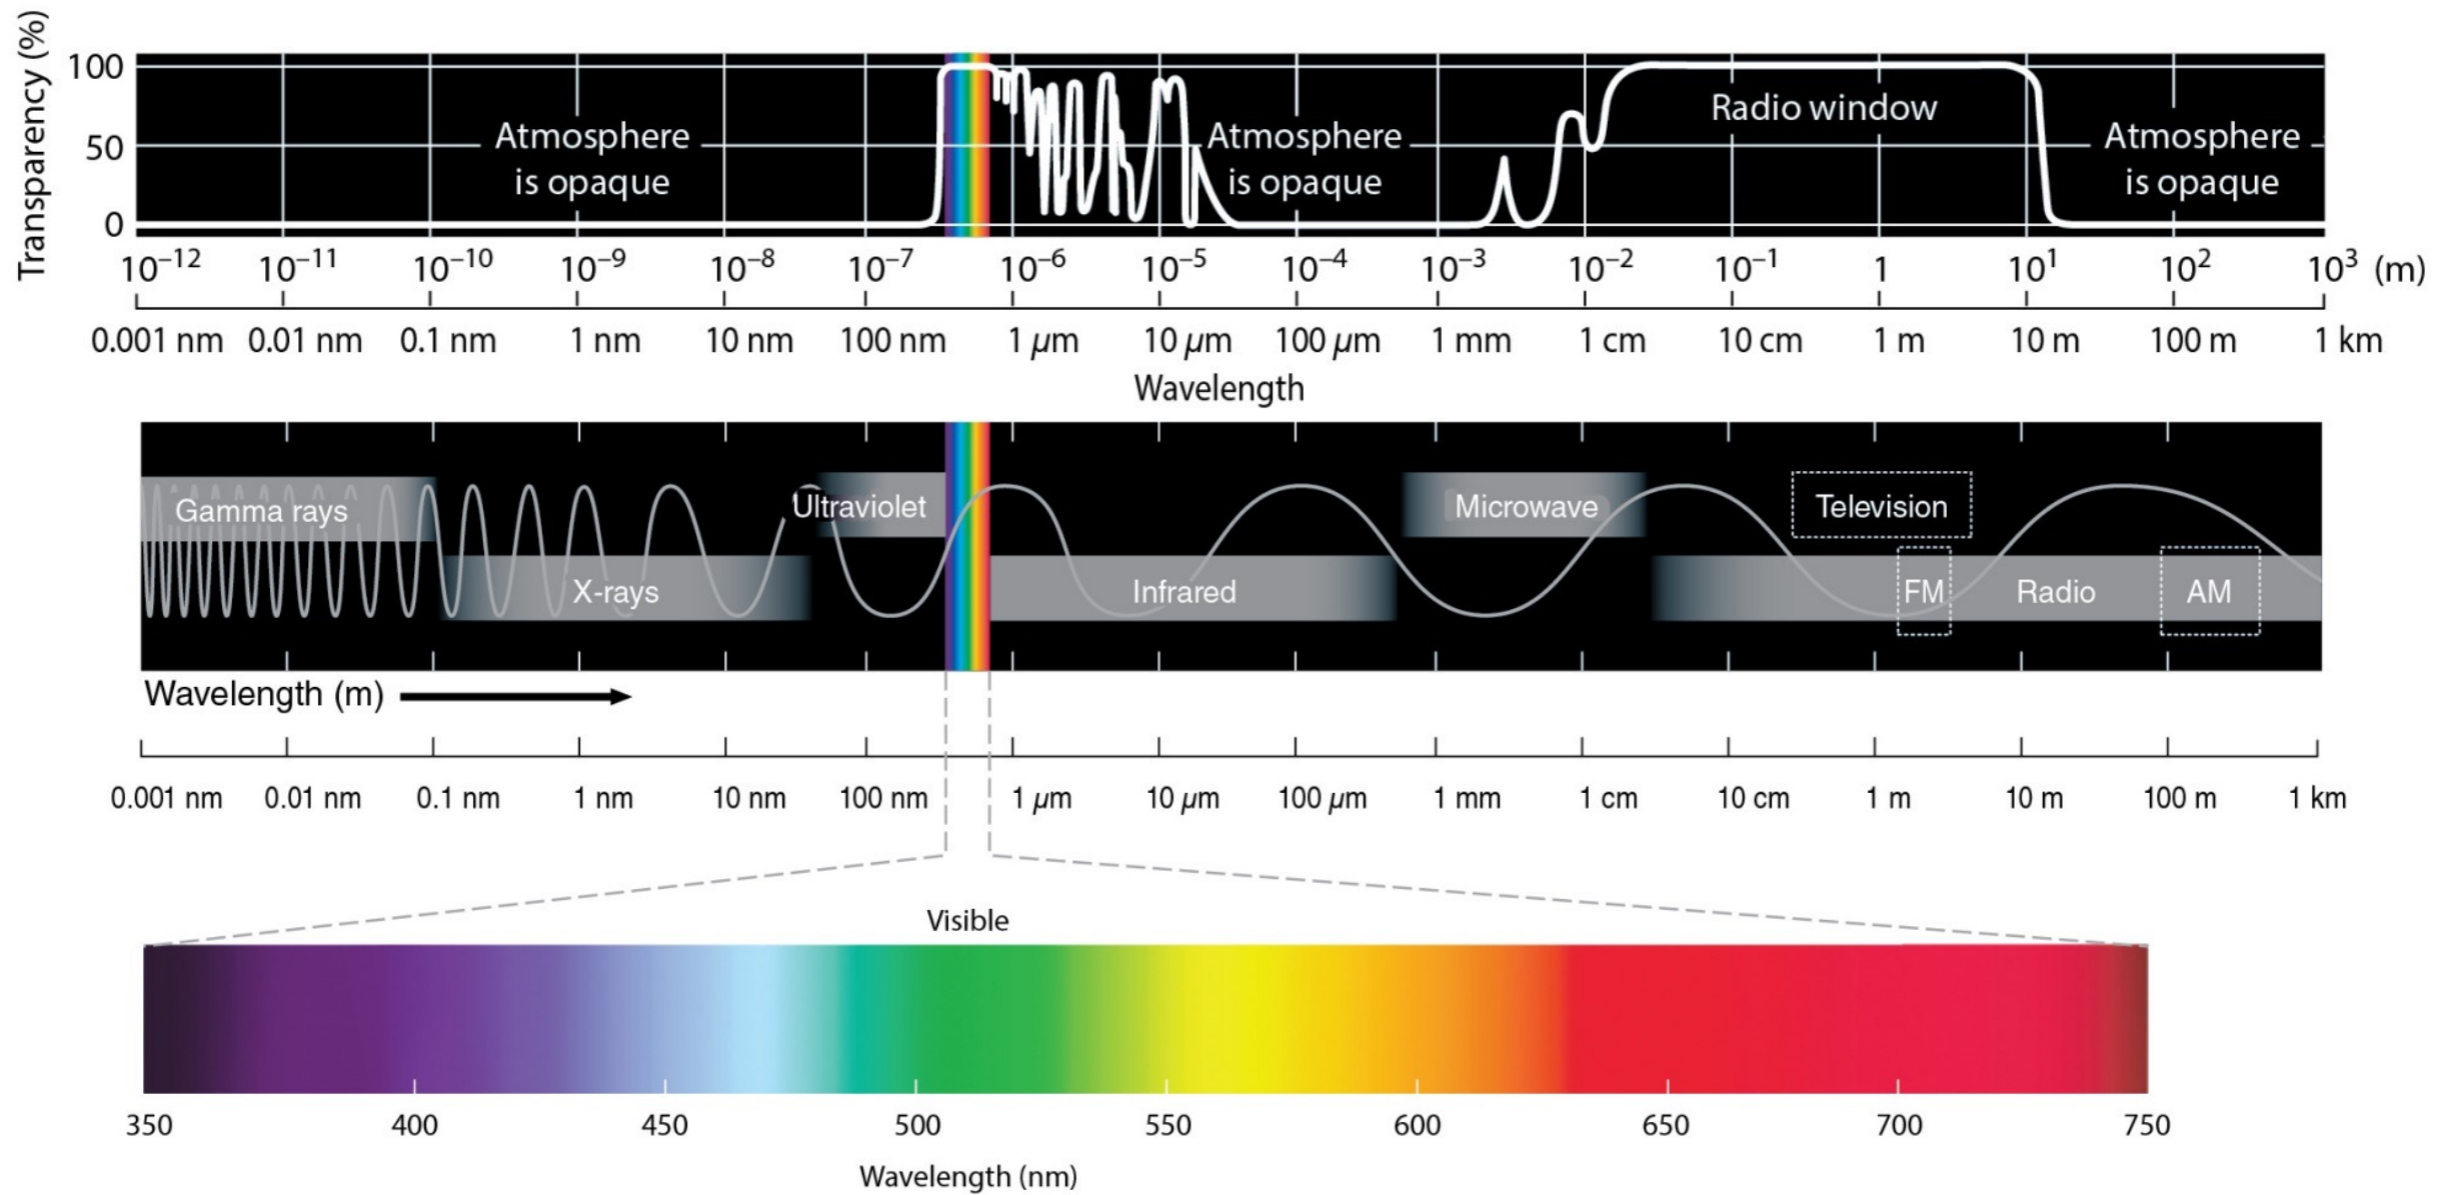 Transparency (%)
100
50
0
Atmosphere
is opaque
Atmosphere
is opaque
Radio window
Atmosphere
is opaque
10⁻¹² 10⁻¹¹ 10⁻¹⁰ 10⁻⁹ 10⁻⁸ 10⁻⁷ 10⁻⁶ 10⁻⁵ 10⁻⁴ 10⁻³ 10⁻² 10⁻¹ 1 10¹ 10² 10³ (m)
0.001 nm 0.01 nm 0.1 nm 1 nm 10 nm 100 nm 1 µm 10 µm 100 µm 1 mm 1 cm 10 cm 1 m 10 m 100 m 1 km
Wavelength
Gamma rays Ultraviolet Microwave Television
X-rays Infrared FM Radio AM
Wavelength (m)
0.001 nm 0.01 nm 0.1 nm 1 nm 10 nm 100 nm 1 µm 10 µm 100 µm 1 mm 1 cm 10 cm 1 m 10 m 100 m 1 km
Visible
350 400 450 500 550 600 650 700 750
Wavelength (nm)